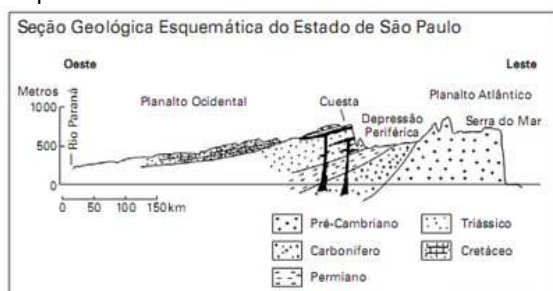 Seção Geológica Esquemática do Estado de São Paulo
Oeste
Leste
Metros
1000
500
0
Rio Paraná
Planalto Ocidental
Cuesta
Depressão
Periférica
Planalto Atlântico
Serra do Mar
0 50 100 150km
Pré-Cambriano
Triássico
Carbonífero
Cretáceo
Permiano